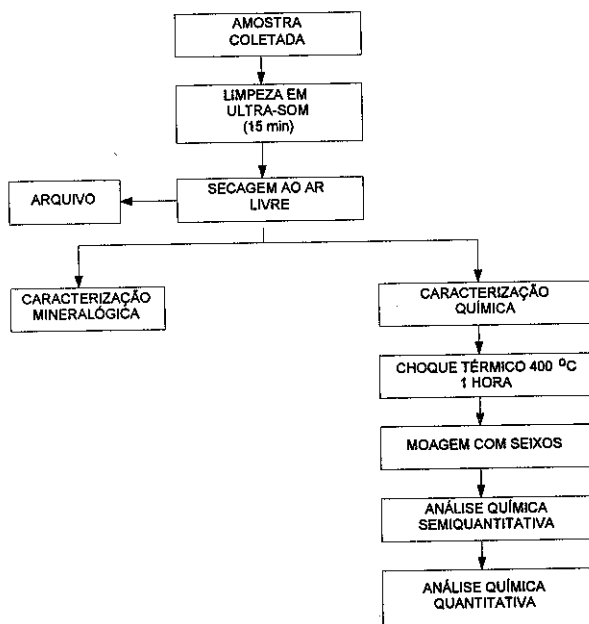 AMOSTRA
COLETADA
LIMPEZA EM
ULTRA-SOM
(15 min)
ARQUIVO
SECAGEM AO AR
LIVRE
CARACTERIZAÇÃO
MINERALÓGICA
CARACTERIZAÇÃO
QUÍMICA
CHOQUE TÉRMICO 400 ºC
1 HORA
MOAGEM COM SEIXOS
ANÁLISE QUÍMICA
SEMIQUANTITATIVA
ANÁLISE QUÍMICA
QUANTITATIVA